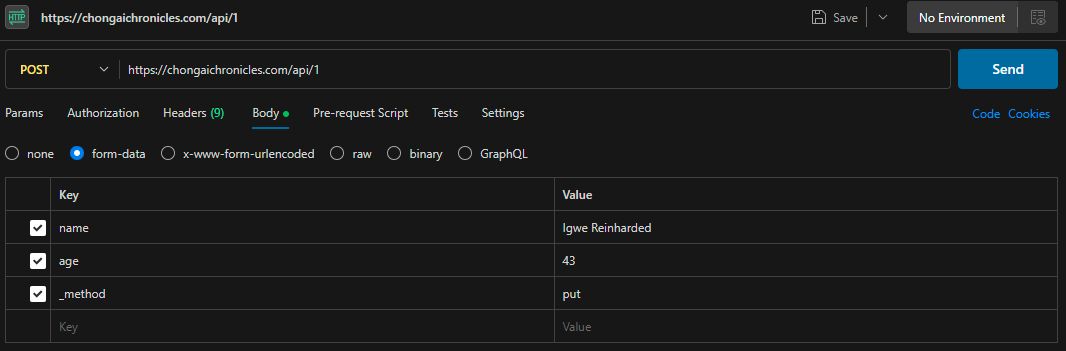 HTTP https://chongaichronicles.com/api/1 Save No Environment
POST https://chongaichronicles.com/api/1 Send
Params Authorization Headers (9) Body Pre-request Script Tests Settings Code Cookies
none form-data x-www-form-urlencoded raw binary GraphQL
Key Value
name Igwe Reinharded
age 43
_method put
Key Value